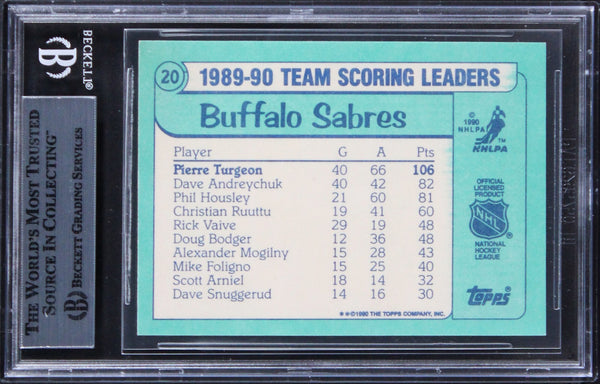 BECKETT®
B
THE WORLD'S MOST TRUSTED
SOURCE IN COLLECTING™
BECKETT GRADING SERVICES
B
20 1989-90 TEAM SCORING LEADERS
Buffalo Sabres
Player G A Pts
Pierre Turgeon 40 66 106
Dave Andreychuk 40 42 82
Phil Housley 21 60 81
Christian Ruuttu 19 41 60
Rick Vaive 29 19 48
Doug Bodger 12 36 48
Alexander Mogilny 15 28 43
Mike Foligno 15 25 40
Scott Arniel 18 14 32
Dave Snuggerud 14 16 30
**©1990 THE TOPPS COMPANY, INC.
©
1990
NHLPA
™
NHLPA
OFFICIAL
LICENSED
PRODUCT
NHL
NATIONAL
HOCKEY
LEAGUE
Topps®